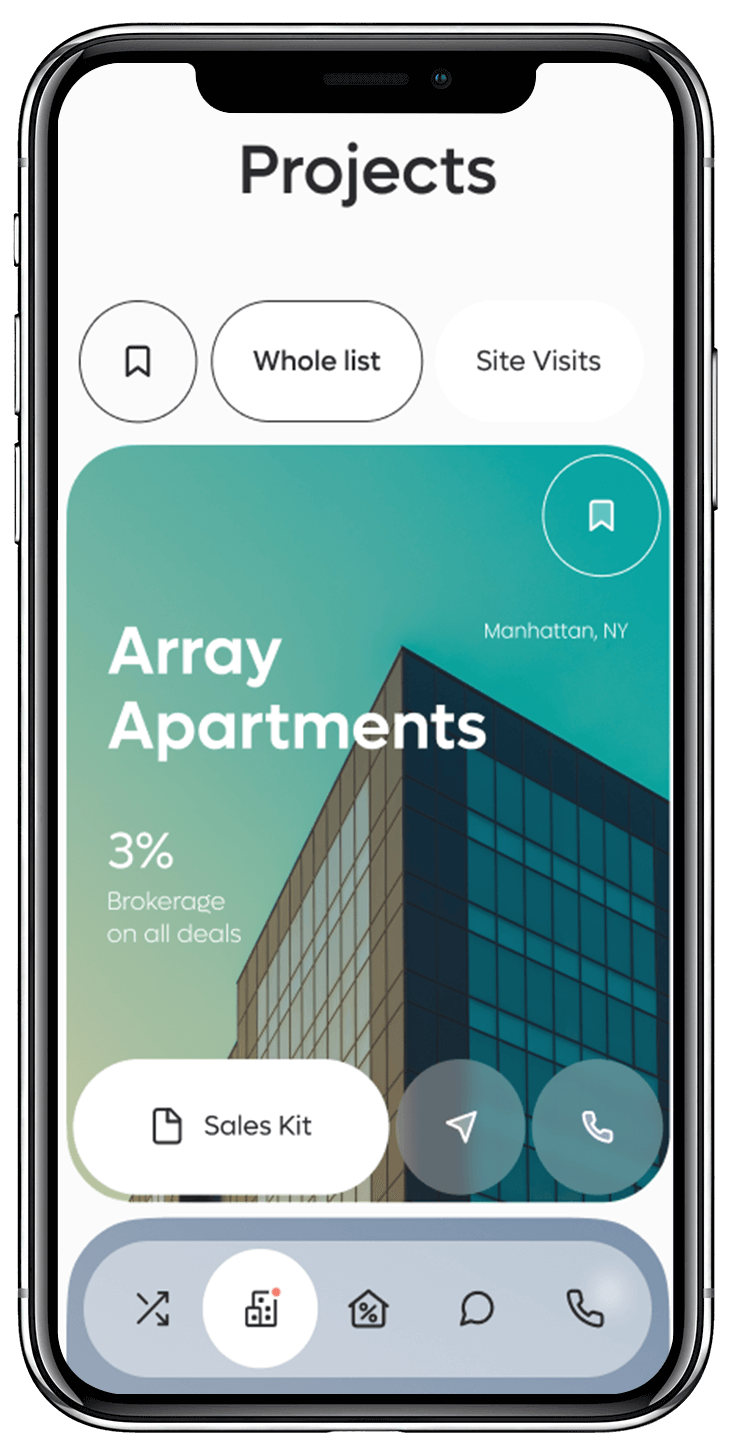 Projects
Whole list
Site Visits
Manhattan, NY
Array
Apartments
3%
Brokerage
on all deals
Sales Kit